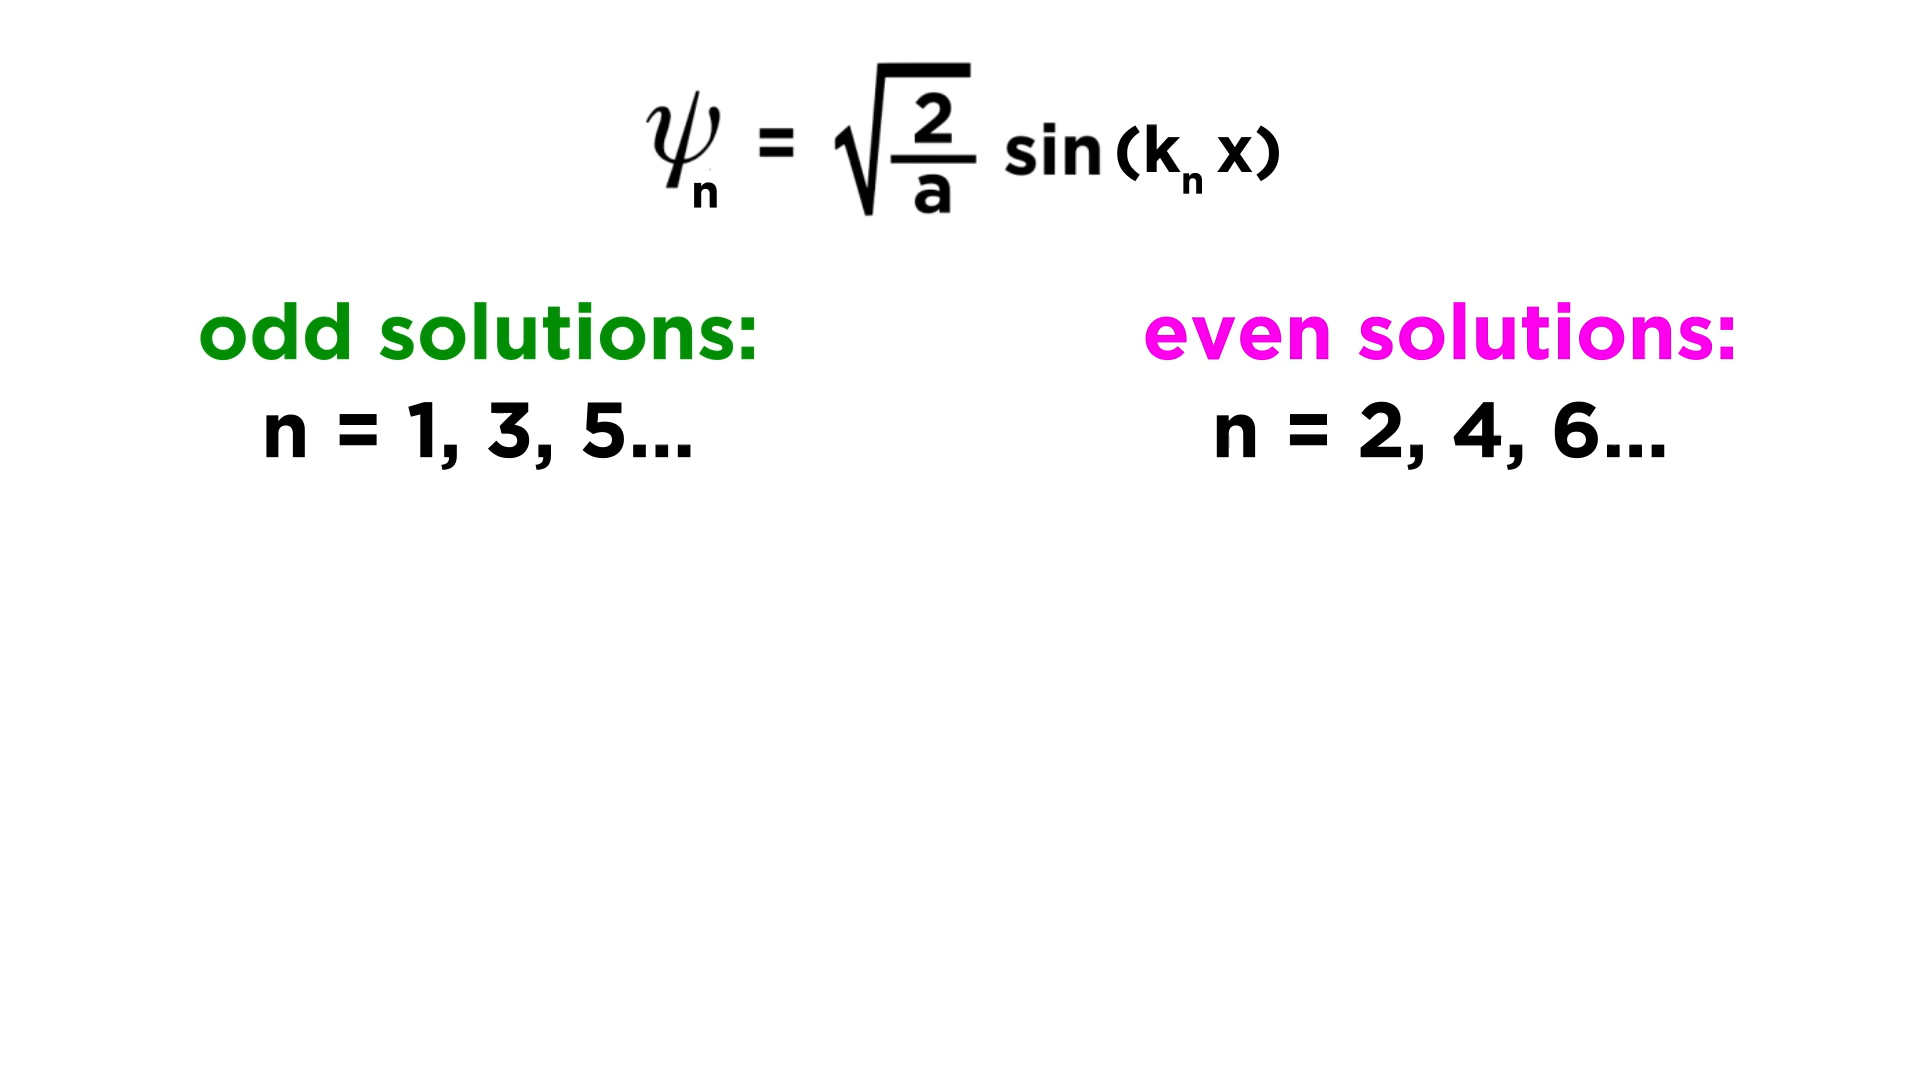 ψn = √2/a sin (kn x)
odd solutions:
n = 1, 3, 5...
even solutions:
n = 2, 4, 6...